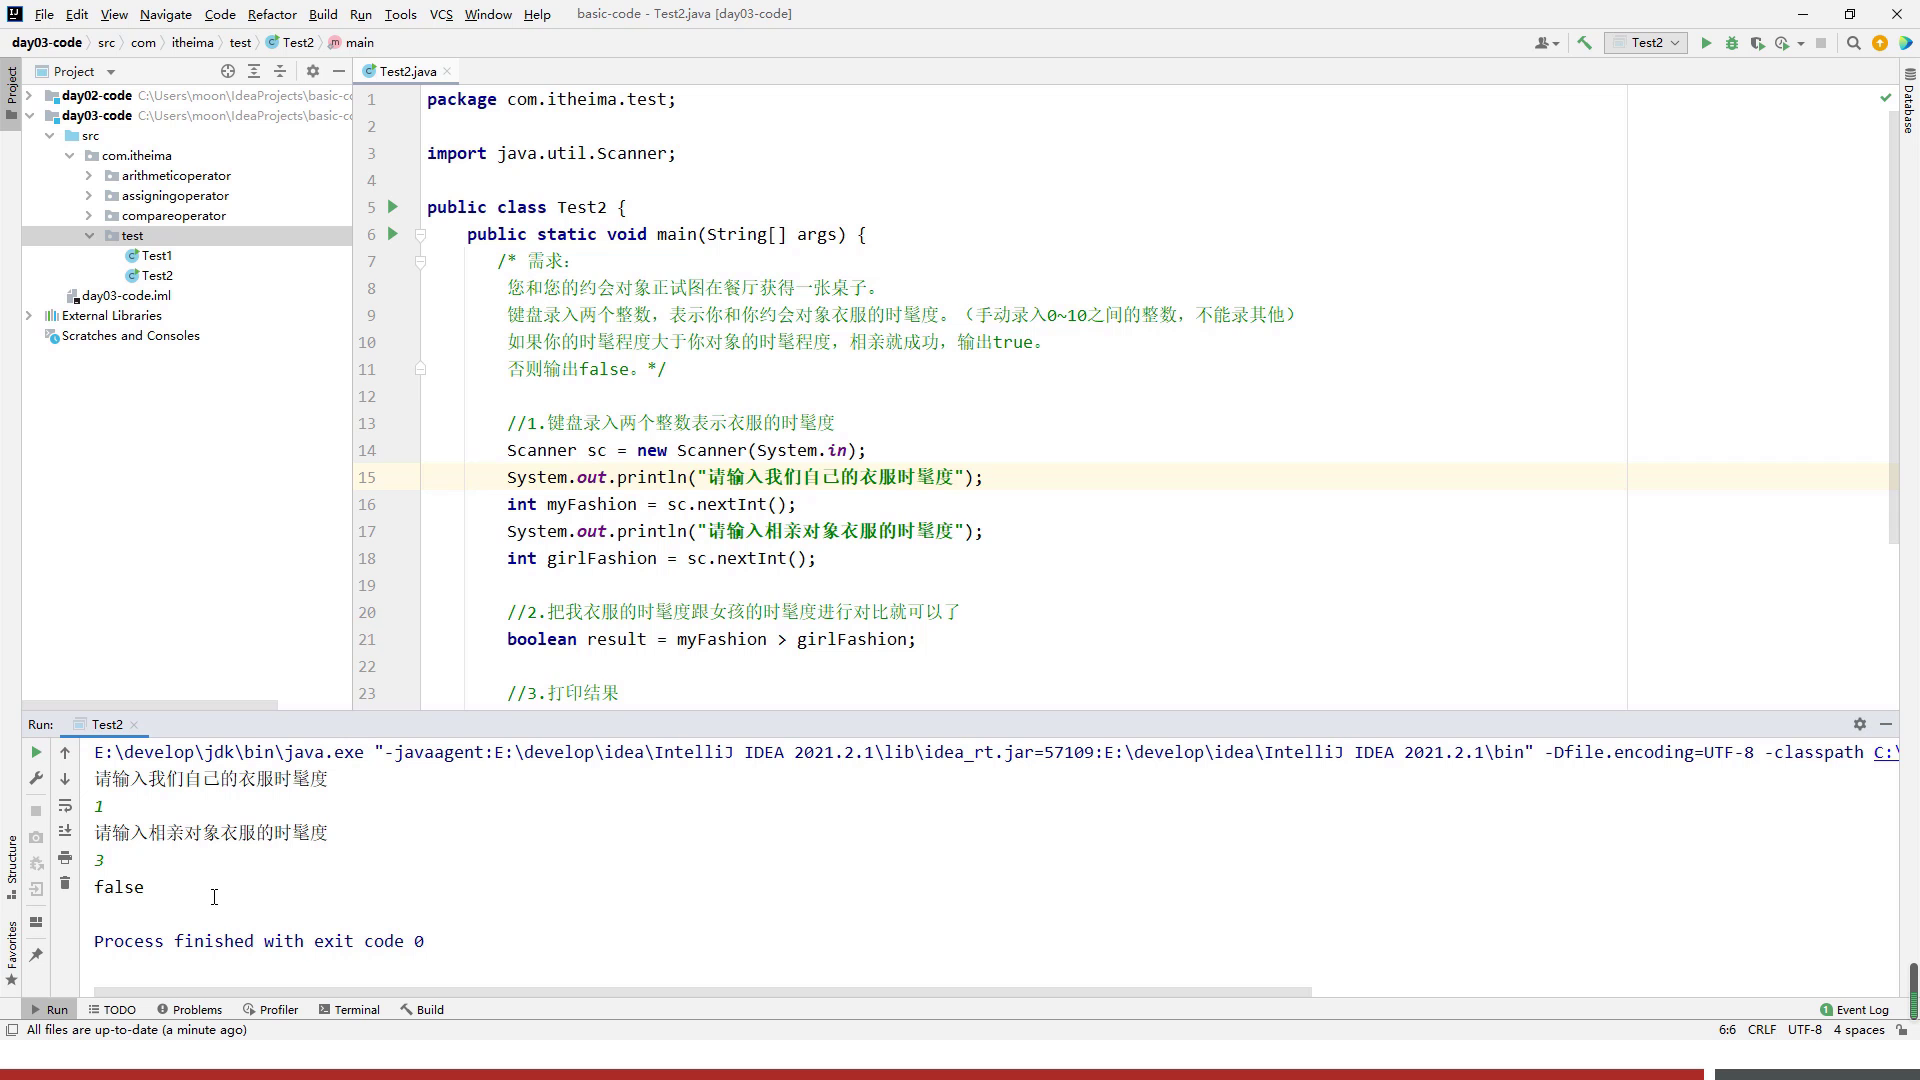 File Edit View Navigate Code Refactor Build Run Tools VCS Window Help basic-code - Test2.java [day03-code]
day03-code src com itheima test Test2 main
Test2
Project
Test2.java
Project
Database
day02-code C:\Users\moon\IdeaProjects\basic-co
day03-code C:\Users\moon\IdeaProjects\basic-co
src
com.itheima
arithmeticoperator
assigningoperator
compareoperator
test
Test1
Test2
day03-code.iml
External Libraries
Scratches and Consoles
1 package com.itheima.test;
2
3 import java.util.Scanner;
4
5 public class Test2 {
6 public static void main(String[] args) {
7 /* 需求：
8 您和您的约会对象正试图在餐厅获得一张桌子。
9 键盘录入两个整数，表示你和你约会对象衣服的时髦度。（手动录入0~10之间的整数，不能录其他）
10 如果你的时髦程度大于你对象的时髦程度，相亲就成功，输出true。
11 否则输出false。*/
12
13 //1.键盘录入两个整数表示衣服的时髦度
14 Scanner sc = new Scanner(System.in);
15 System.out.println("请输入我们自己的衣服时髦度");
16 int myFashion = sc.nextInt();
17 System.out.println("请输入相亲对象衣服的时髦度");
18 int girlFashion = sc.nextInt();
19
20 //2.把我衣服的时髦度跟女孩的时髦度进行对比就可以了
21 boolean result = myFashion > girlFashion;
22
23 //3.打印结果
Run: Test2
E:\develop\jdk\bin\java.exe "-javaagent:E:\develop\idea\IntelliJ IDEA 2021.2.1\lib\idea_rt.jar=57109:E:\develop\idea\IntelliJ IDEA 2021.2.1\bin" -Dfile.encoding=UTF-8 -classpath C:\
请输入我们自己的衣服时髦度
1
请输入相亲对象衣服的时髦度
3
false
Process finished with exit code 0
Structure
Favorites
Run TODO Problems Profiler Terminal Build 1 Event Log
All files are up-to-date (a minute ago) 6:6 CRLF UTF-8 4 spaces